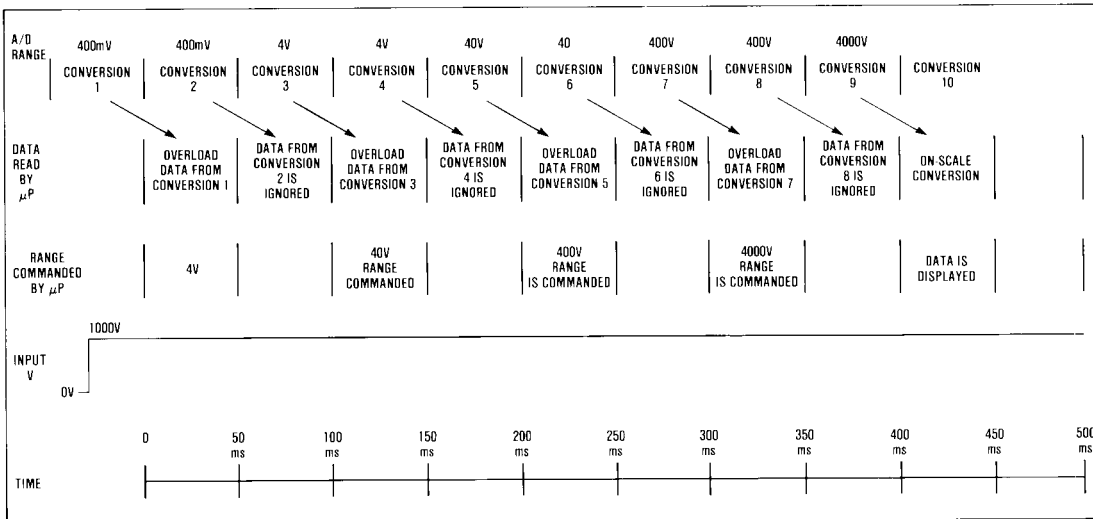 A/D
RANGE
400mV 400mV 4V 4V 40V 40 400V 400V 4000V
CONVERSION
1
CONVERSION
2
CONVERSION
3
CONVERSION
4
CONVERSION
5
CONVERSION
6
CONVERSION
7
CONVERSION
8
CONVERSION
9
CONVERSION
10
DATA
READ
BY
µP
OVERLOAD
DATA FROM
CONVERSION 1
DATA FROM
CONVERSION
2 IS
IGNORED
OVERLOAD
DATA FROM
CONVERSION 3
DATA FROM
CONVERSION
4 IS
IGNORED
OVERLOAD
DATA FROM
CONVERSION 5
DATA FROM
CONVERSION
6 IS
IGNORED
OVERLOAD
DATA FROM
CONVERSION 7
DATA FROM
CONVERSION
8 IS
IGNORED
ON-SCALE
CONVERSION
RANGE
COMMANDED
BY µP
4V
40V
RANGE
COMMANDED
400V
RANGE
IS COMMANDED
4000V
RANGE
IS COMMANDED
DATA IS
DISPLAYED
1000V
INPUT
V
0V
0 50 100 150 200 250 300 350 400 450 500
ms ms ms ms ms ms ms ms ms ms
TIME